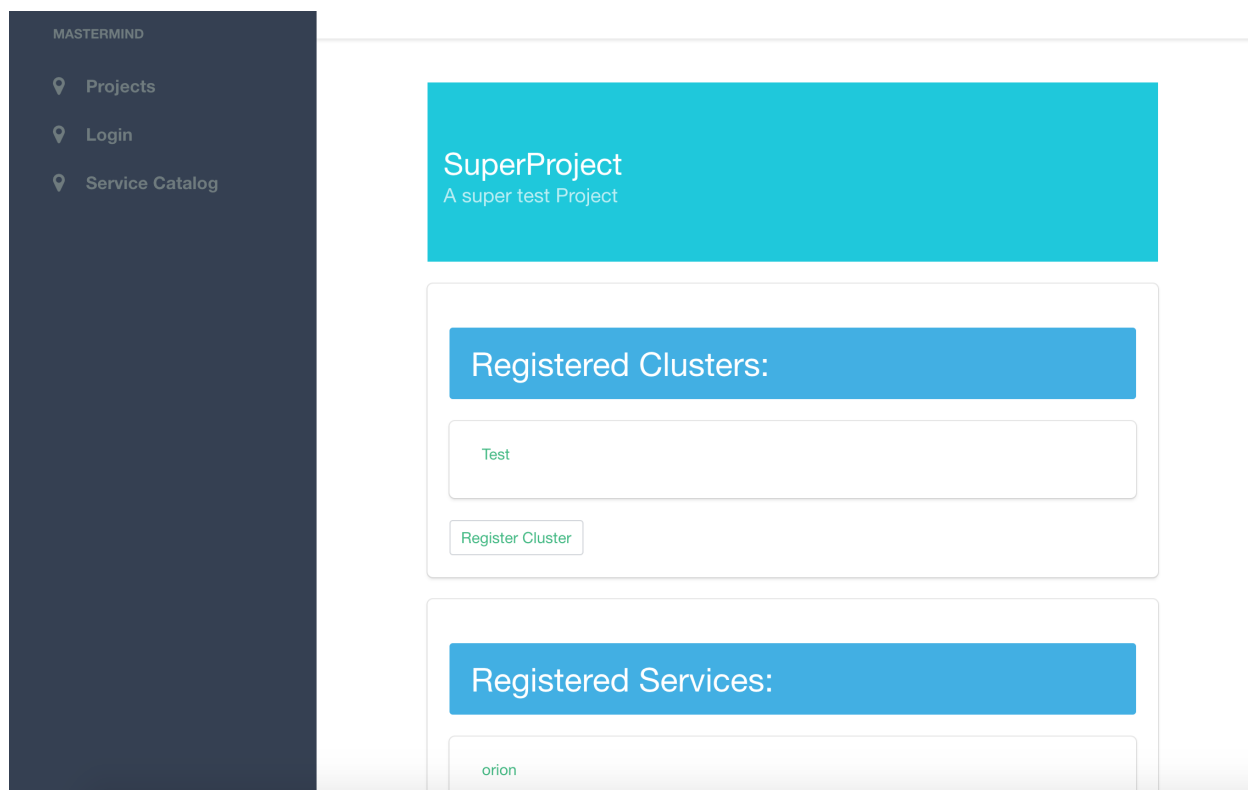 MASTERMIND
Projects
Login
Service Catalog
SuperProject
A super test Project
Registered Clusters:
Test
Register Cluster
Registered Services:
orion